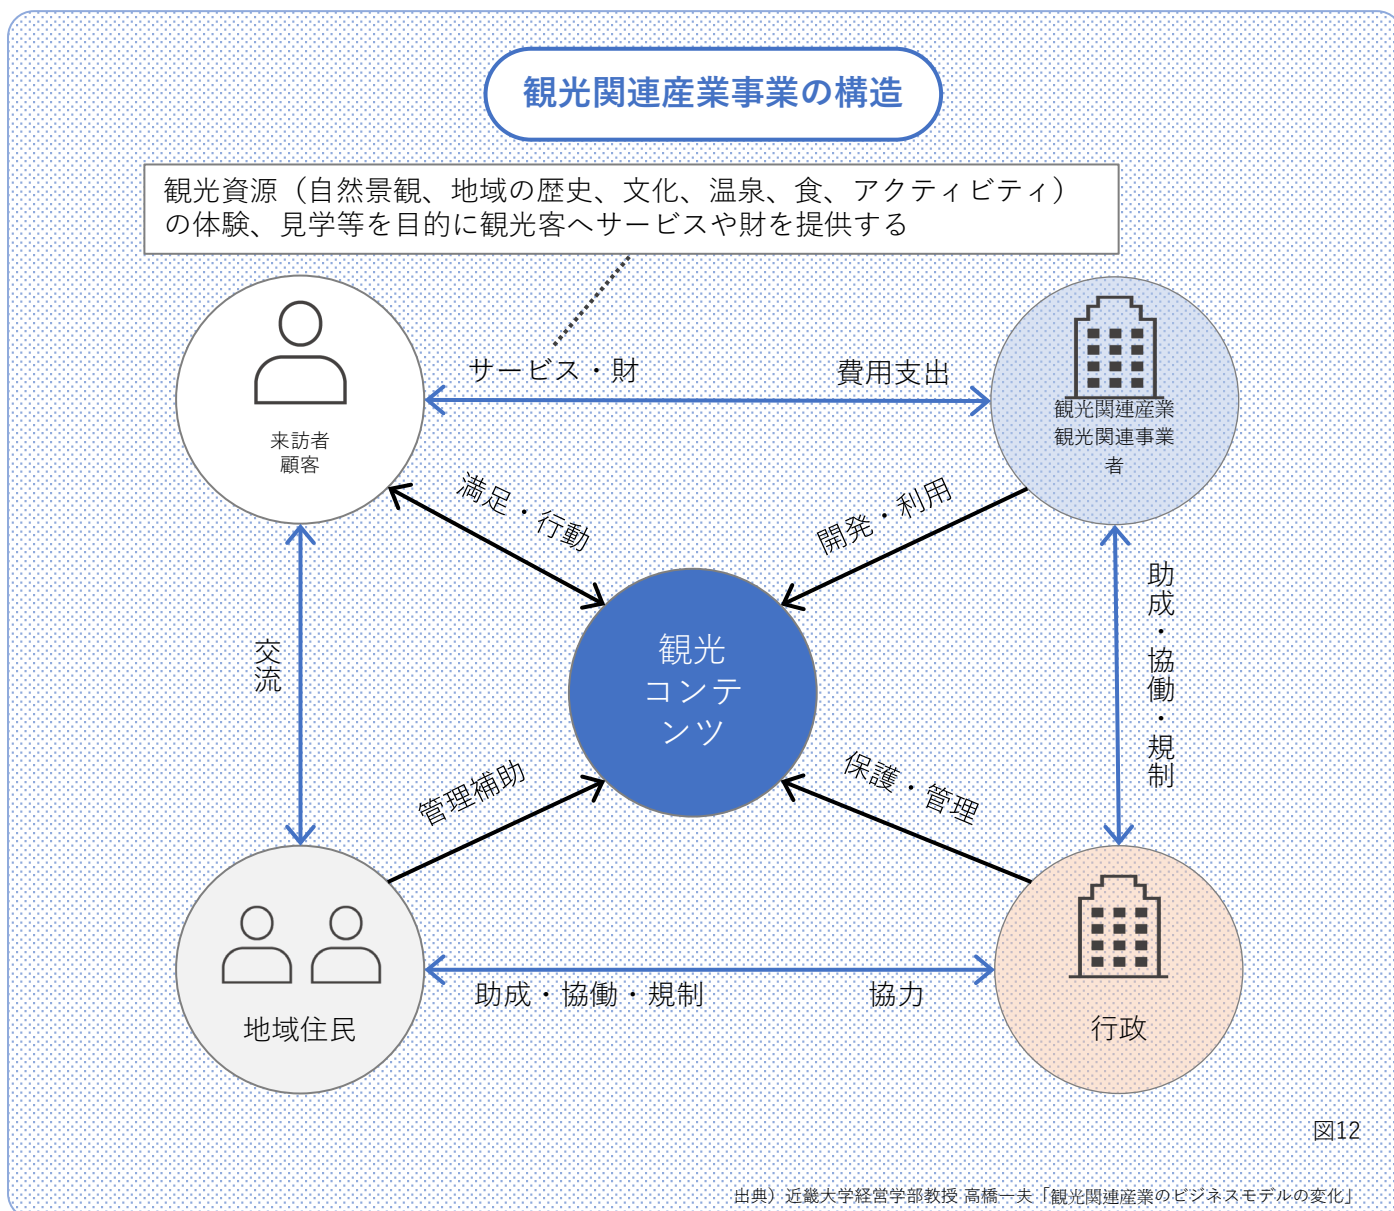 観光関連産業事業の構造
観光資源（自然景観、地域の歴史、文化、温泉、食、アクティビティ）
の体験、見学等を目的に観光客へサービスや財を提供する
サービス・財
費用支出
来訪者
顧客
観光関連産業
観光関連事業
者
満足・行動
開発・利用
助成・協働・規制
交流
観光
コンテ
ンツ
管理補助
保護・管理
地域住民
助成・協働・規制
協力
行政
図12
出典）近畿大学経営学部教授 高橋一夫「観光関連産業のビジネスモデルの変化」